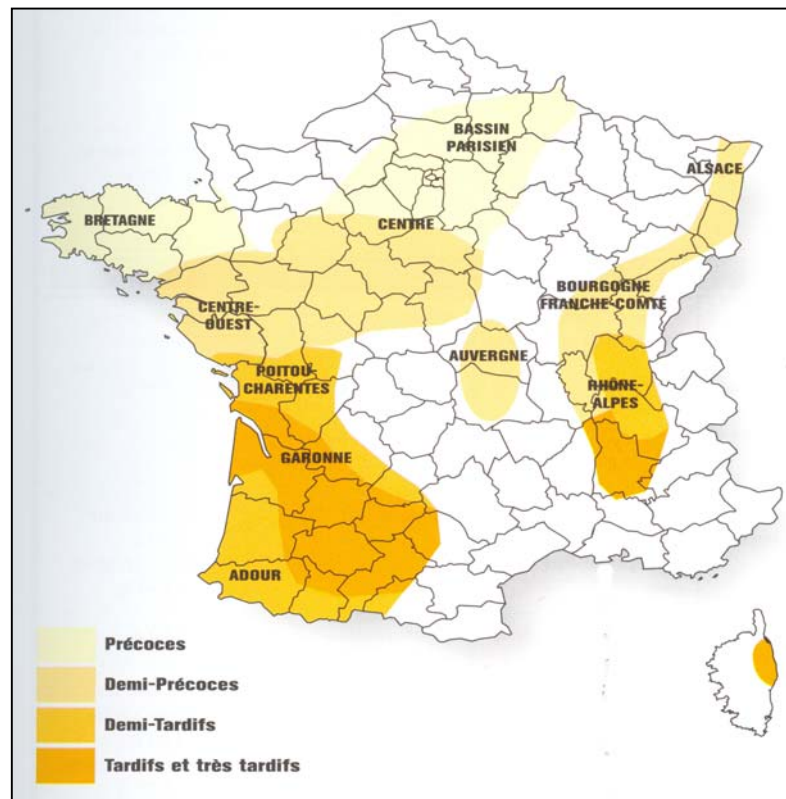 BASSIN
PARISIEN
ALSACE
BRETAGNE
CENTRE
BOURGOGNE
FRANCHE-COMTÉ
CENTRE-
OUEST
AUVERGNE
POITOU-
CHARENTES
RHÔNE-
ALPES
GARONNE
ADOUR
Précoces
Demi-Précoces
Demi-Tardifs
Tardifs et très tardifs